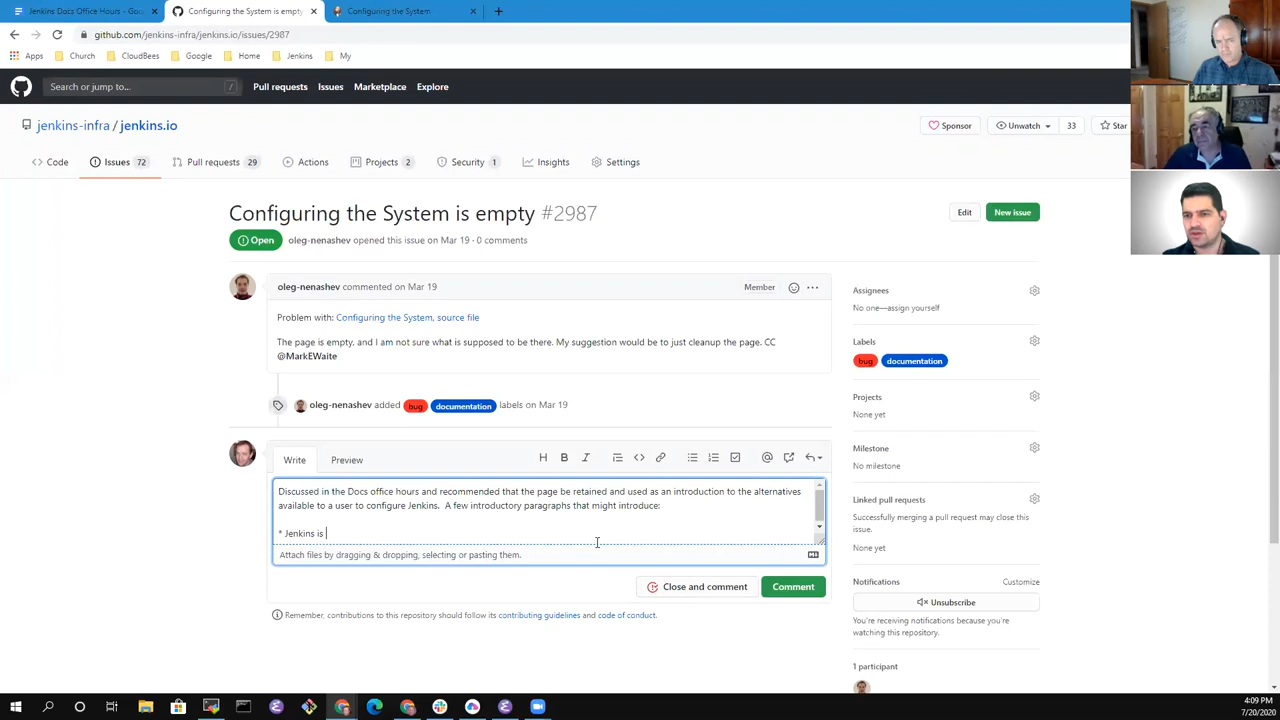 Jenkins Docs Office Hours - Goo
Configuring the System is empty
Configuring the System
github.com/jenkins-infra/jenkins.io/issues/2987
Apps
Church
CloudBees
Google
Home
Jenkins
My
Search or jump to...
/
Pull requests
Issues
Marketplace
Explore
jenkins-infra / jenkins.io
Sponsor
Unwatch
33
Star
Code
Issues 72
Pull requests 29
Actions
Projects 2
Security 1
Insights
Settings
Configuring the System is empty #2987
Edit
New issue
Open
oleg-nenashev opened this issue on Mar 19 · 0 comments
oleg-nenashev commented on Mar 19
Member
Problem with: Configuring the System, source file
The page is empty, and I am not sure what is supposed to be there. My suggestion would be to just cleanup the page. CC
@MarkEWaite
oleg-nenashev added bug documentation labels on Mar 19
Write
Preview
Discussed in the Docs office hours and recommended that the page be retained and used as an introduction to the alternatives
available to a user to configure Jenkins. A few introductory paragraphs that might introduce:
* Jenkins is
Attach files by dragging & dropping, selecting or pasting them.
Close and comment
Comment
Remember, contributions to this repository should follow its contributing guidelines and code of conduct.
Assignees
No one—assign yourself
Labels
bug
documentation
Projects
None yet
Milestone
No milestone
Linked pull requests
Successfully merging a pull request may close this
issue.
None yet
Notifications
Customize
Unsubscribe
You're receiving notifications because you're
watching this repository.
1 participant
4:09 PM
7/20/2020